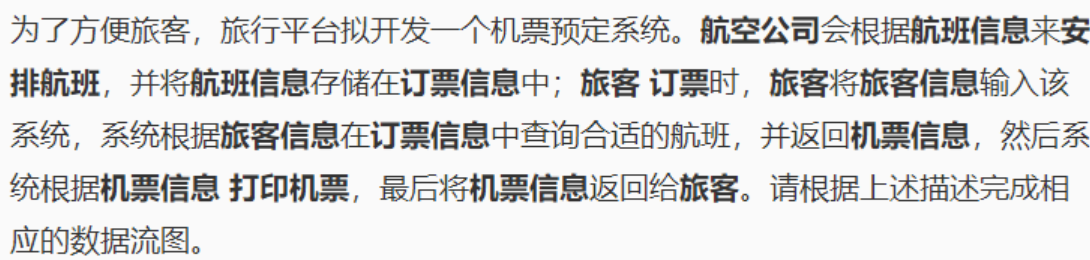 为了方便旅客，旅行平台拟开发一个机票预定系统。航空公司会根据航班信息来安
排航班，并将航班信息存储在订票信息中；旅客 订票时，旅客将旅客信息输入该
系统，系统根据旅客信息在订票信息中查询合适的航班，并返回机票信息，然后系
统根据机票信息 打印机票，最后将机票信息返回给旅客。请根据上述描述完成相
应的数据流图。